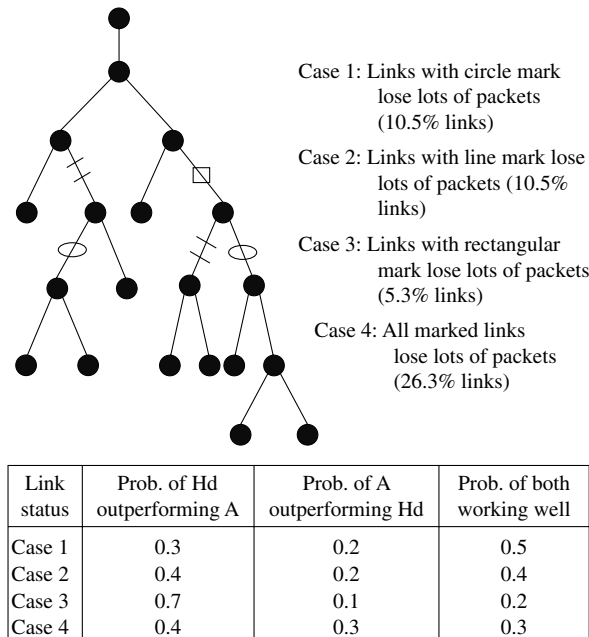 Case 1: Links with circle mark
lose lots of packets
(10.5% links)
Case 2: Links with line mark lose
lots of packets (10.5%
links)
Case 3: Links with rectangular
mark lose lots of packets
(5.3% links)
Case 4: All marked links
lose lots of packets
(26.3% links)
Link status | Prob. of Hd outperforming A | Prob. of A outperforming Hd | Prob. of both working well
Case 1 0.3 0.2 0.5
Case 2 0.4 0.2 0.4
Case 3 0.7 0.1 0.2
Case 4 0.4 0.3 0.3